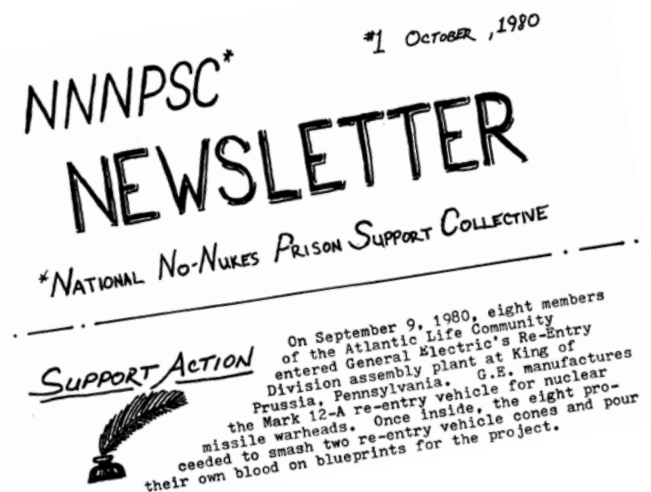 #1 OCTOBER, 1980
NNNPSC*
NEWSLETTER
*NATIONAL NO-NUKES PRISON SUPPORT COLLECTIVE
SUPPORT ACTION
On September 9, 1980, eight members
of the Atlantic Life Community
entered General Electric's Re-Entry
Division assembly plant at King of
Prussia, Pennsylvania. G.E. manufactures
the Mark 12-A re-entry vehicle for nuclear
missile warheads. Once inside, the eight pro-
ceeded to smash two re-entry vehicle cones and pour
their own blood on blueprints for the project.